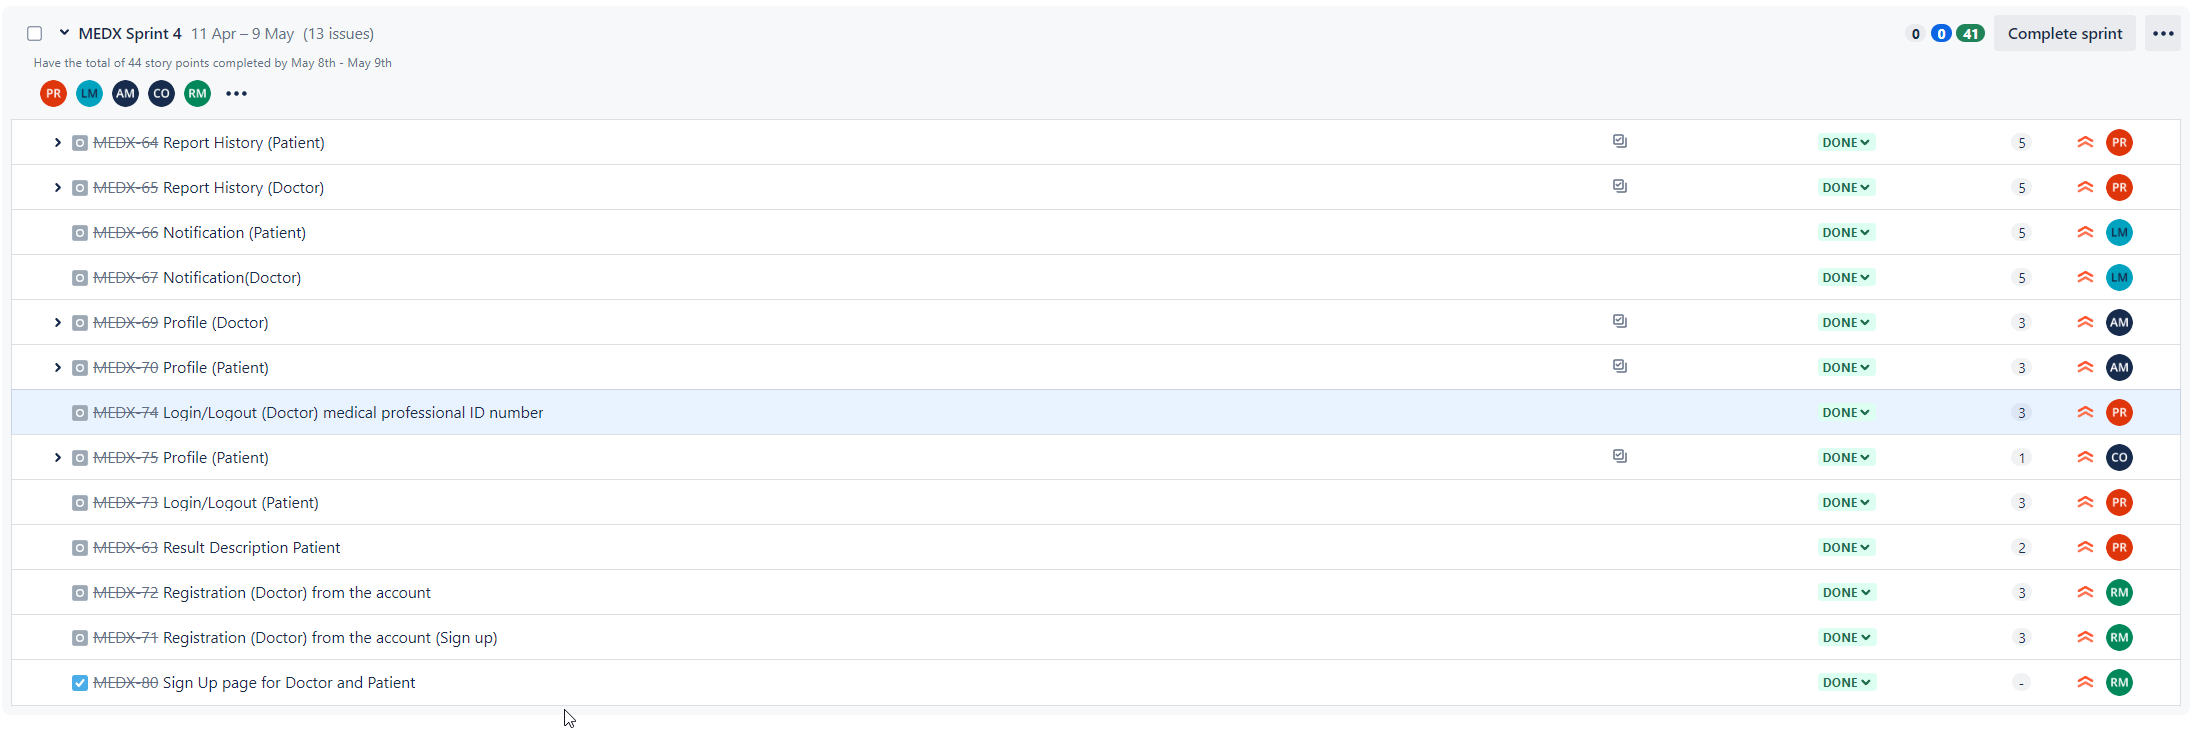 MEDX Sprint 4 11 Apr – 9 May (13 issues) 0 0 41 Complete sprint
Have the total of 44 story points completed by May 8th - May 9th
PR LM AM CO RM
MEDX-64 Report History (Patient) DONE 5 PR
MEDX-65 Report History (Doctor) DONE 5 PR
MEDX-66 Notification (Patient) DONE 5 LM
MEDX-67 Notification(Doctor) DONE 5 LM
MEDX-69 Profile (Doctor) DONE 3 AM
MEDX-70 Profile (Patient) DONE 3 AM
MEDX-74 Login/Logout (Doctor) medical professional ID number DONE 3 PR
MEDX-75 Profile (Patient) DONE 1 CO
MEDX-73 Login/Logout (Patient) DONE 3 PR
MEDX-63 Result Description Patient DONE 2 PR
MEDX-72 Registration (Doctor) from the account DONE 3 RM
MEDX-71 Registration (Doctor) from the account (Sign up) DONE 3 RM
MEDX-80 Sign Up page for Doctor and Patient DONE - RM